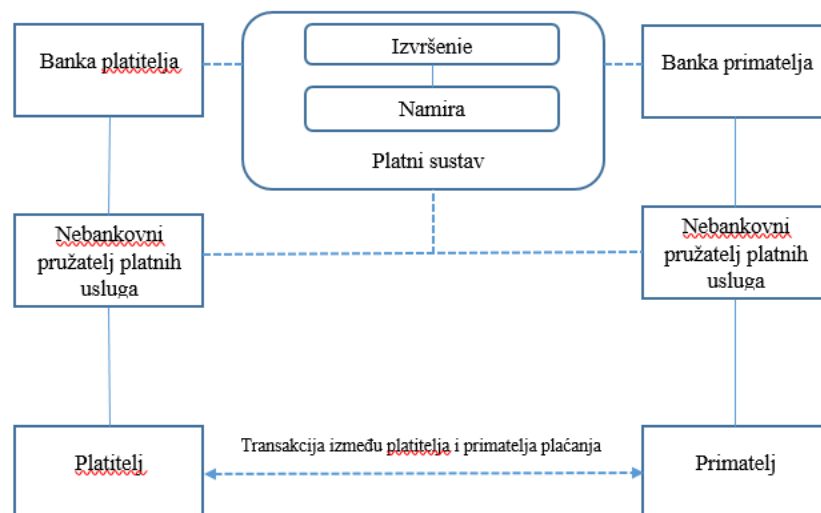 Banka platitelja
Izvršenie
Namira
Platni sustav
Banka primatelja
Nebankovni
pružatelj platnih
usluga
Nebankovni
pružatelj platnih
usluga
Platitelj
Transakcija između platitelja i primatelja plaćanja
Primatelj